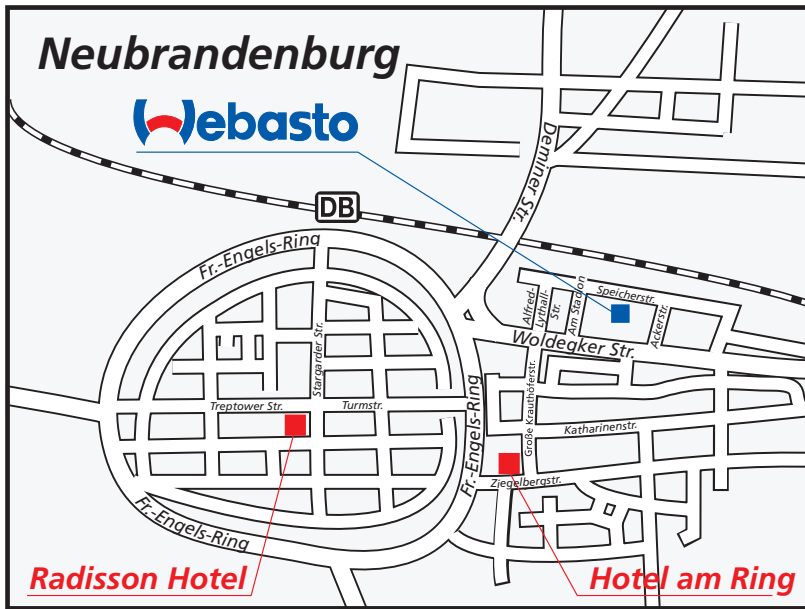 Neubrandenburg
Webasto
DB
Deminer Str.
Fr.-Engels-Ring
Speicherstr.
Alfred-
Lythall-
Str.
Am Stadion
Ackerstr.
Woldegker Str.
Stargarder Str.
Treptower Str.
Turmstr.
Fr.-Engels-Ring
Große Krauthöferstr.
Katharinenstr.
Ziegelbergstr.
Fr.-Engels-Ring
Radisson Hotel
Hotel am Ring